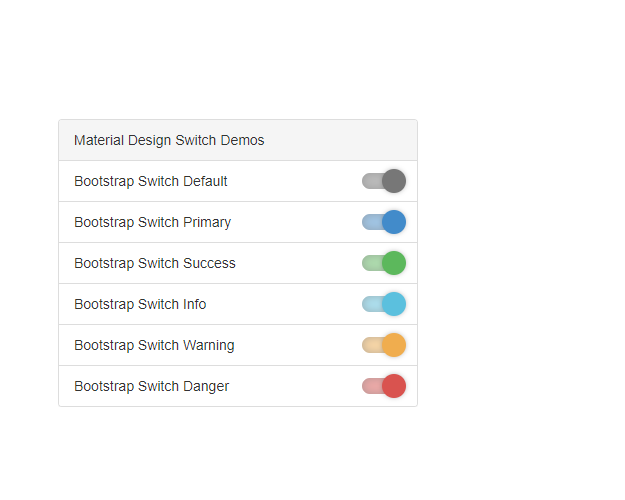 Material Design Switch Demos
Bootstrap Switch Default
Bootstrap Switch Primary
Bootstrap Switch Success
Bootstrap Switch Info
Bootstrap Switch Warning
Bootstrap Switch Danger